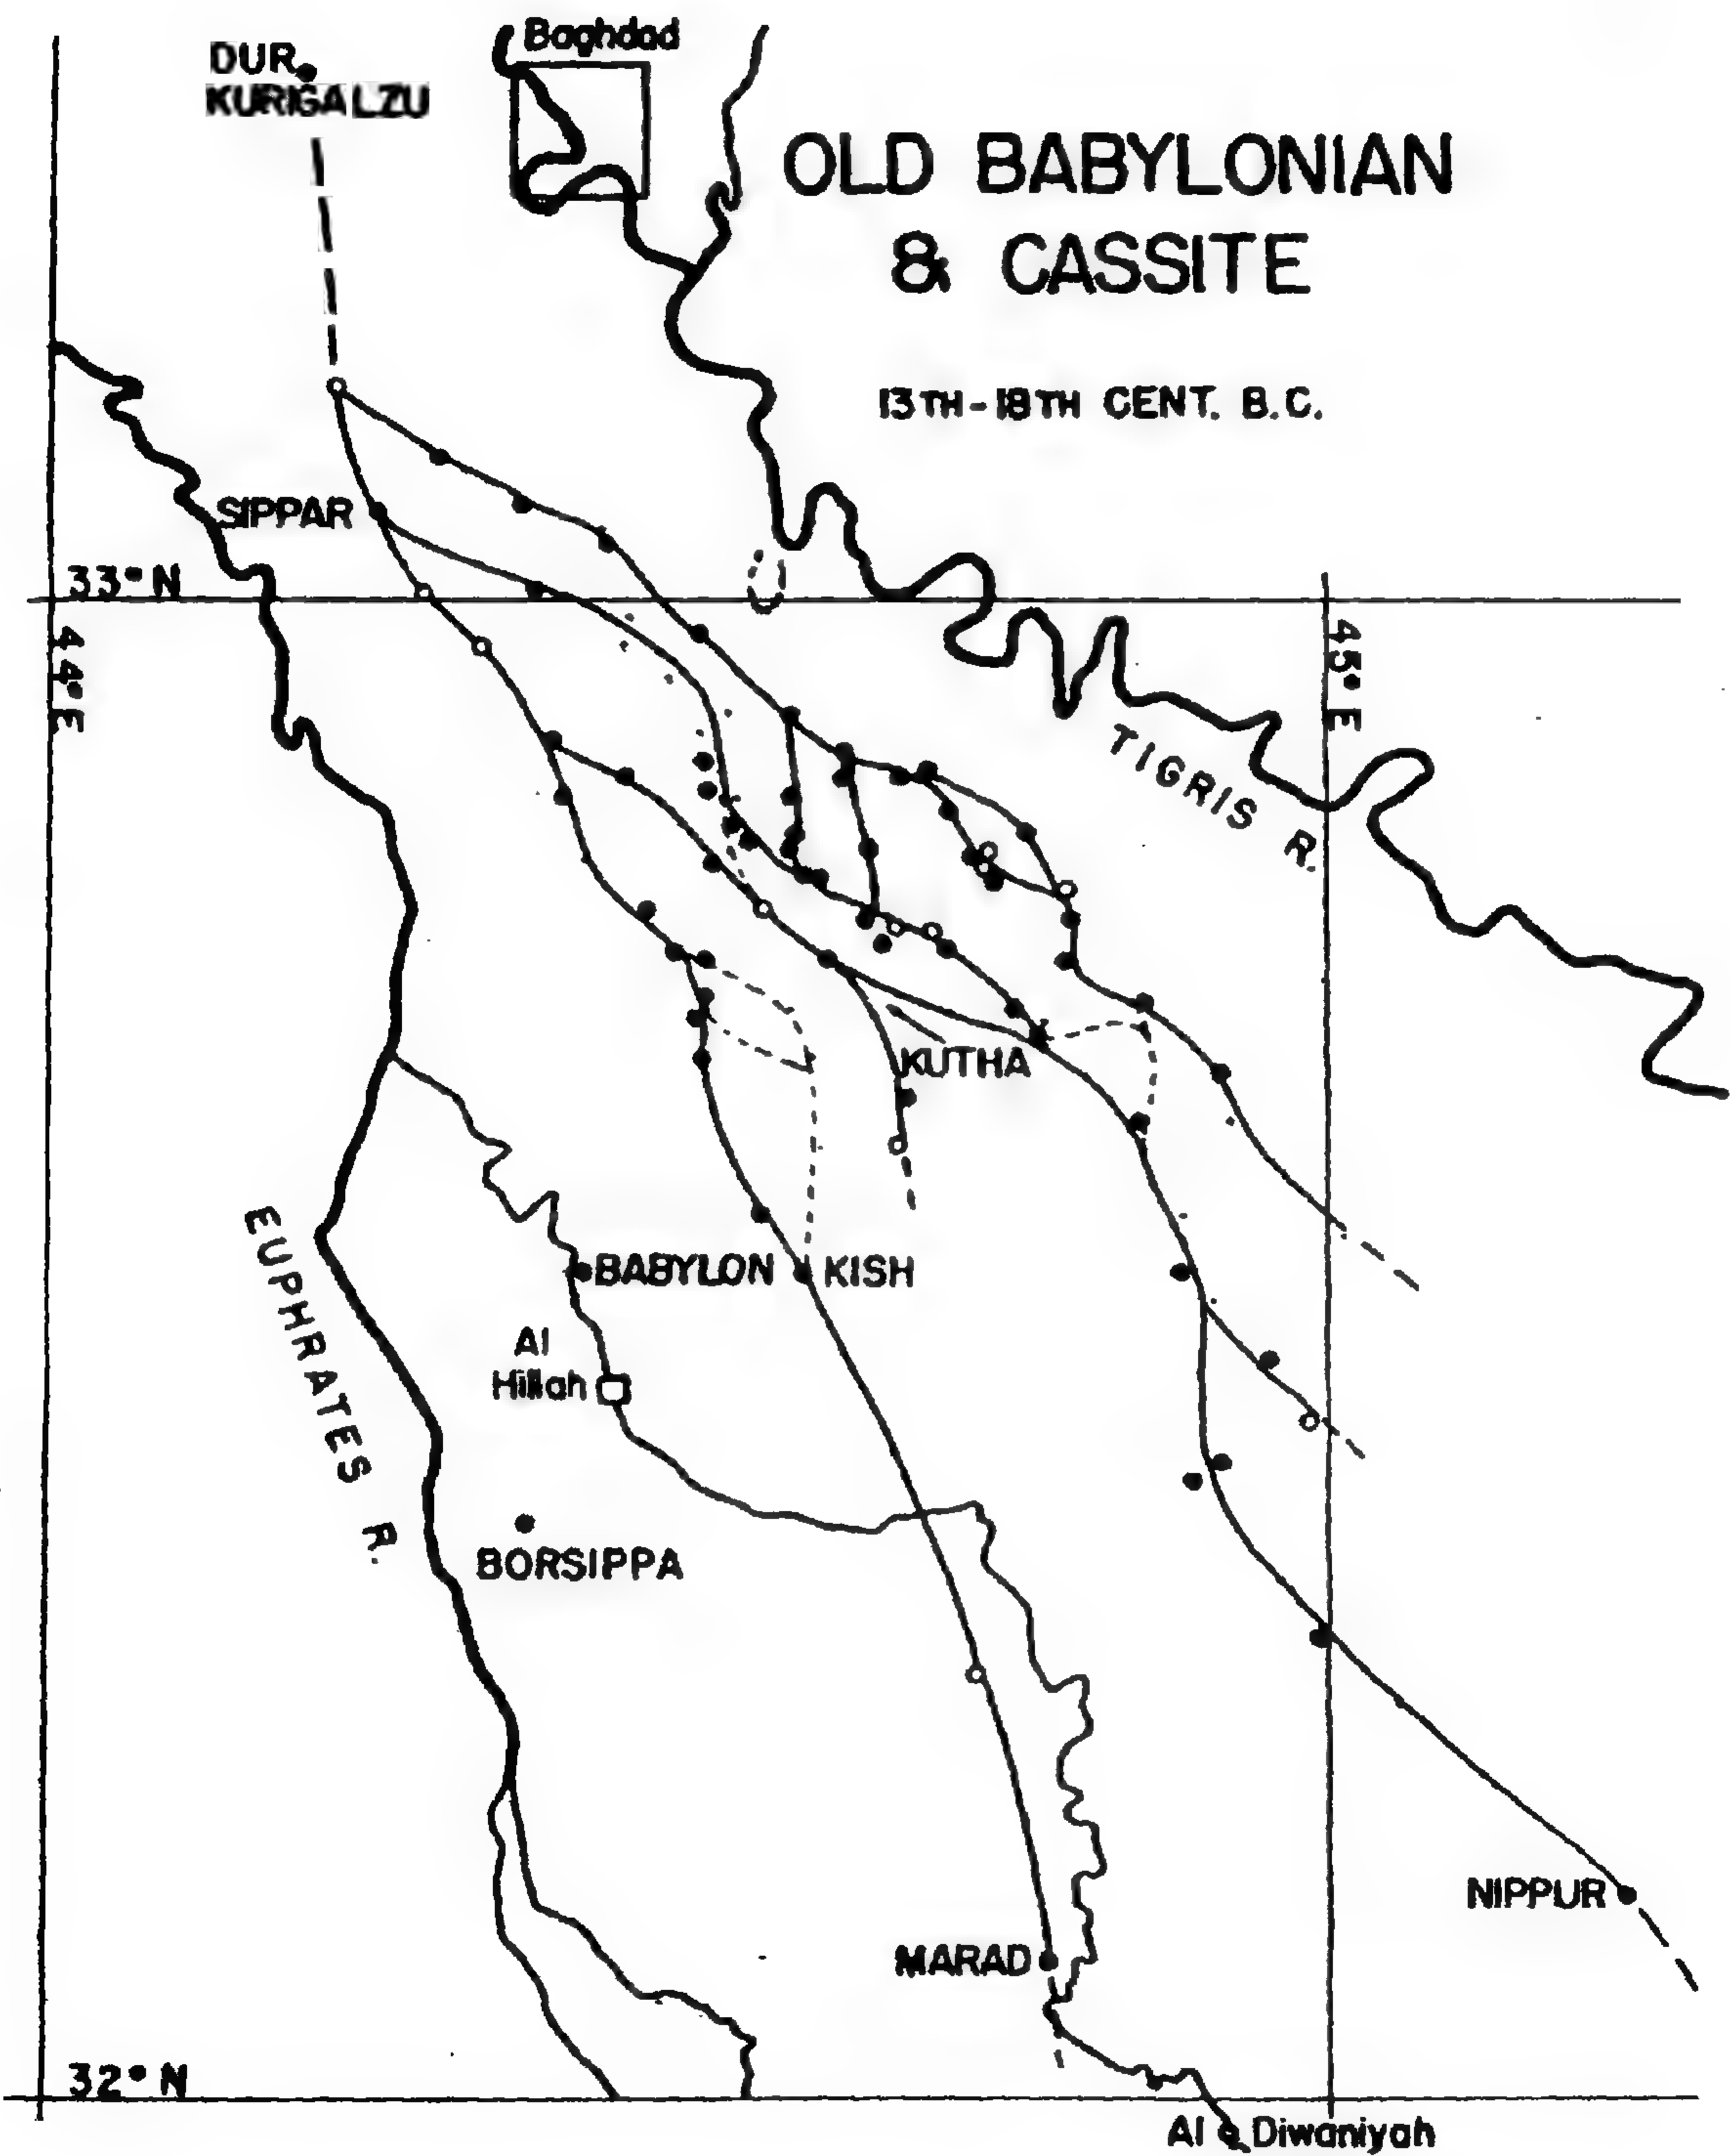 Baghdad
DUR
KURIGALZU
OLD BABYLONIAN
& CASSITE
13TH-18TH CENT. B.C.
SIPPAR
33° N
44° E
45° E
TIGRIS R.
KUTHA
EUPHRATES R.
BABYLON
KISH
Al
Hillah
BORSIPPA
NIPPUR
MARAD
32° N
Al Diwaniyah